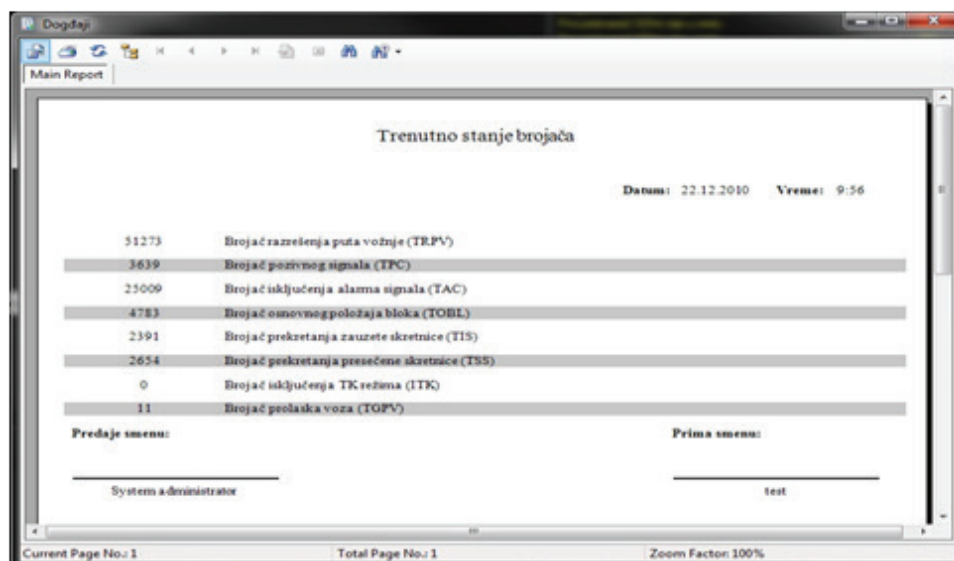 Događaji
Main Report
Trenutno stanje brojača
Datum: 22.12.2010 Vreme: 9:56
51273 Brojač razrešenja puta vožnje (TRPV)
3639 Brojač pozivnog signala (TPC)
25009 Brojač isključenja alarma signala (TAC)
4783 Brojač osnovnog položaja bloka (TOBL)
2391 Brojač prekretanja zauzete skretnice (TIS)
2654 Brojač prekretanja presečene skretnice (TSS)
0 Brojač isključenja TK režima (ITK)
11 Brojač prolaska voza (TGPV)
Predaje smenu: Prima smenu:
System administrator test
Current Page No.: 1 Total Page No.: 1 Zoom Factor: 100%